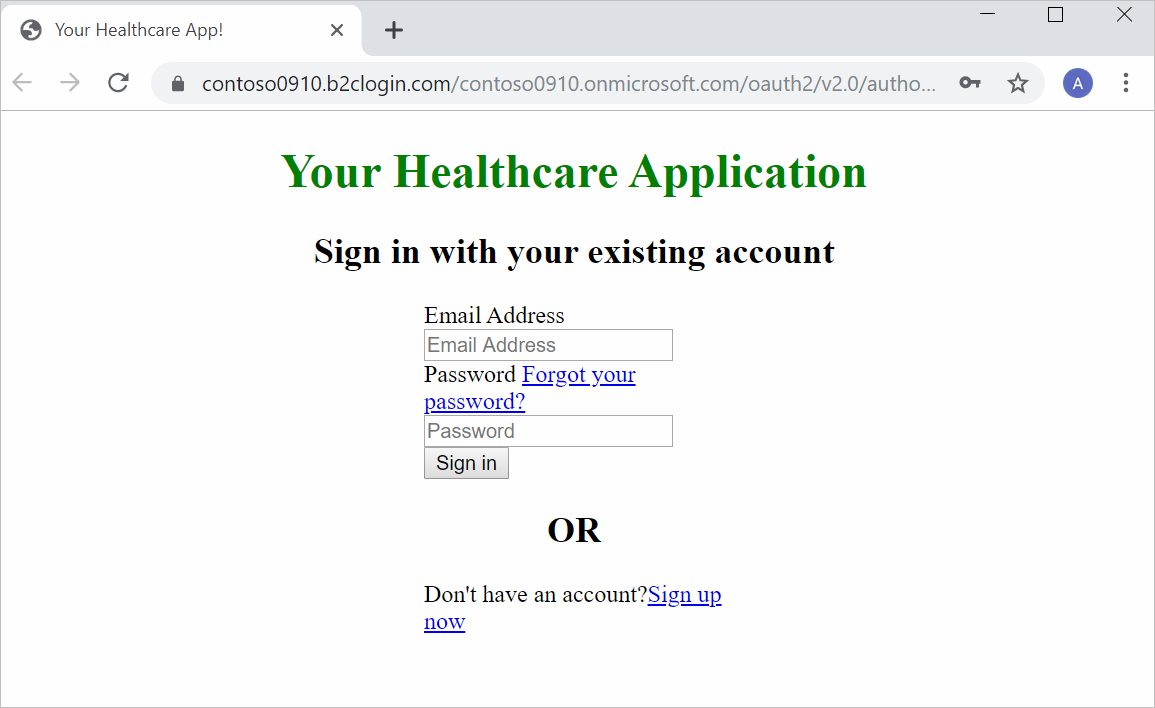 Your Healthcare App!
contoso0910.b2clogin.com/contoso0910.onmicrosoft.com/oauth2/v2.0/autho...
A
Your Healthcare Application
Sign in with your existing account
Email Address
Email Address
Password Forgot your
password?
Password
Sign in
OR
Don't have an account?Sign up
now